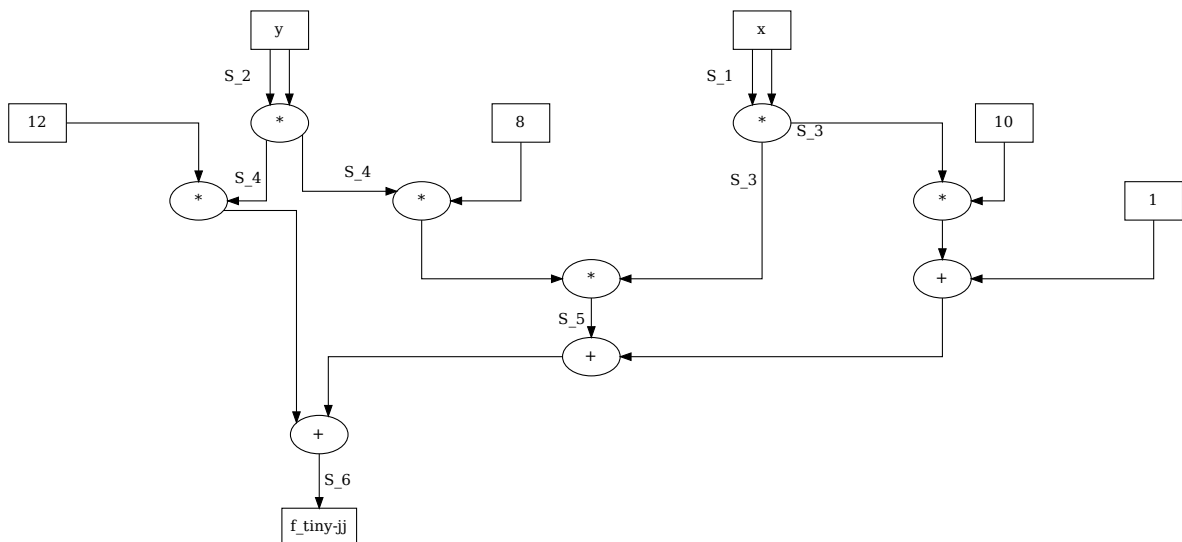 y
x
S_2
S_1
12
*
8
*
10
S_3
S_4
S_4
S_3
*
*
*
1
*
+
S_5
+
+
S_6
f_tiny-jj